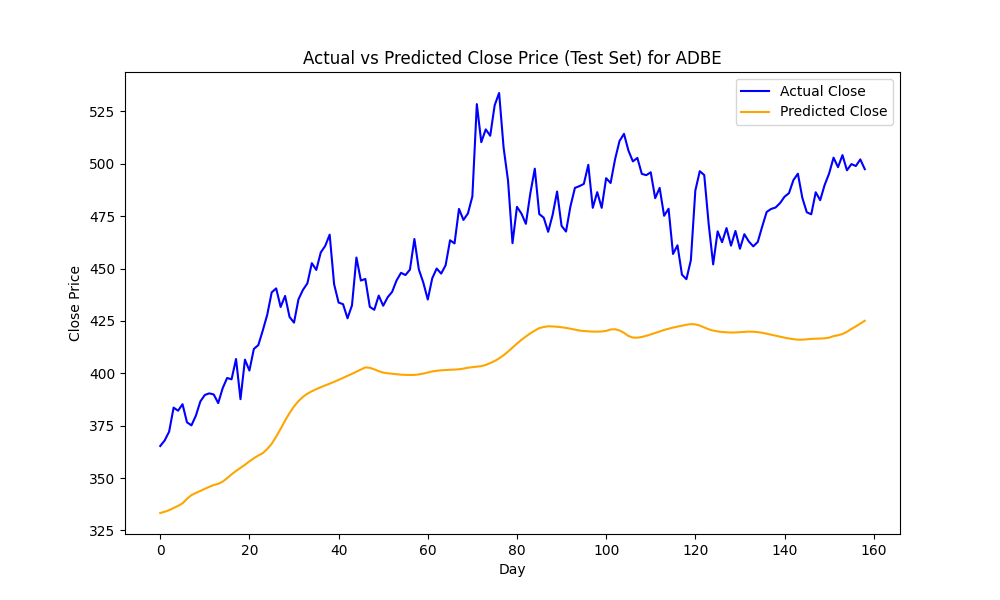 Actual vs Predicted Close Price (Test Set) for ADBE
Actual Close
Predicted Close
Close Price
525
500
475
450
425
400
375
350
325
0 20 40 60 80 100 120 140 160
Day